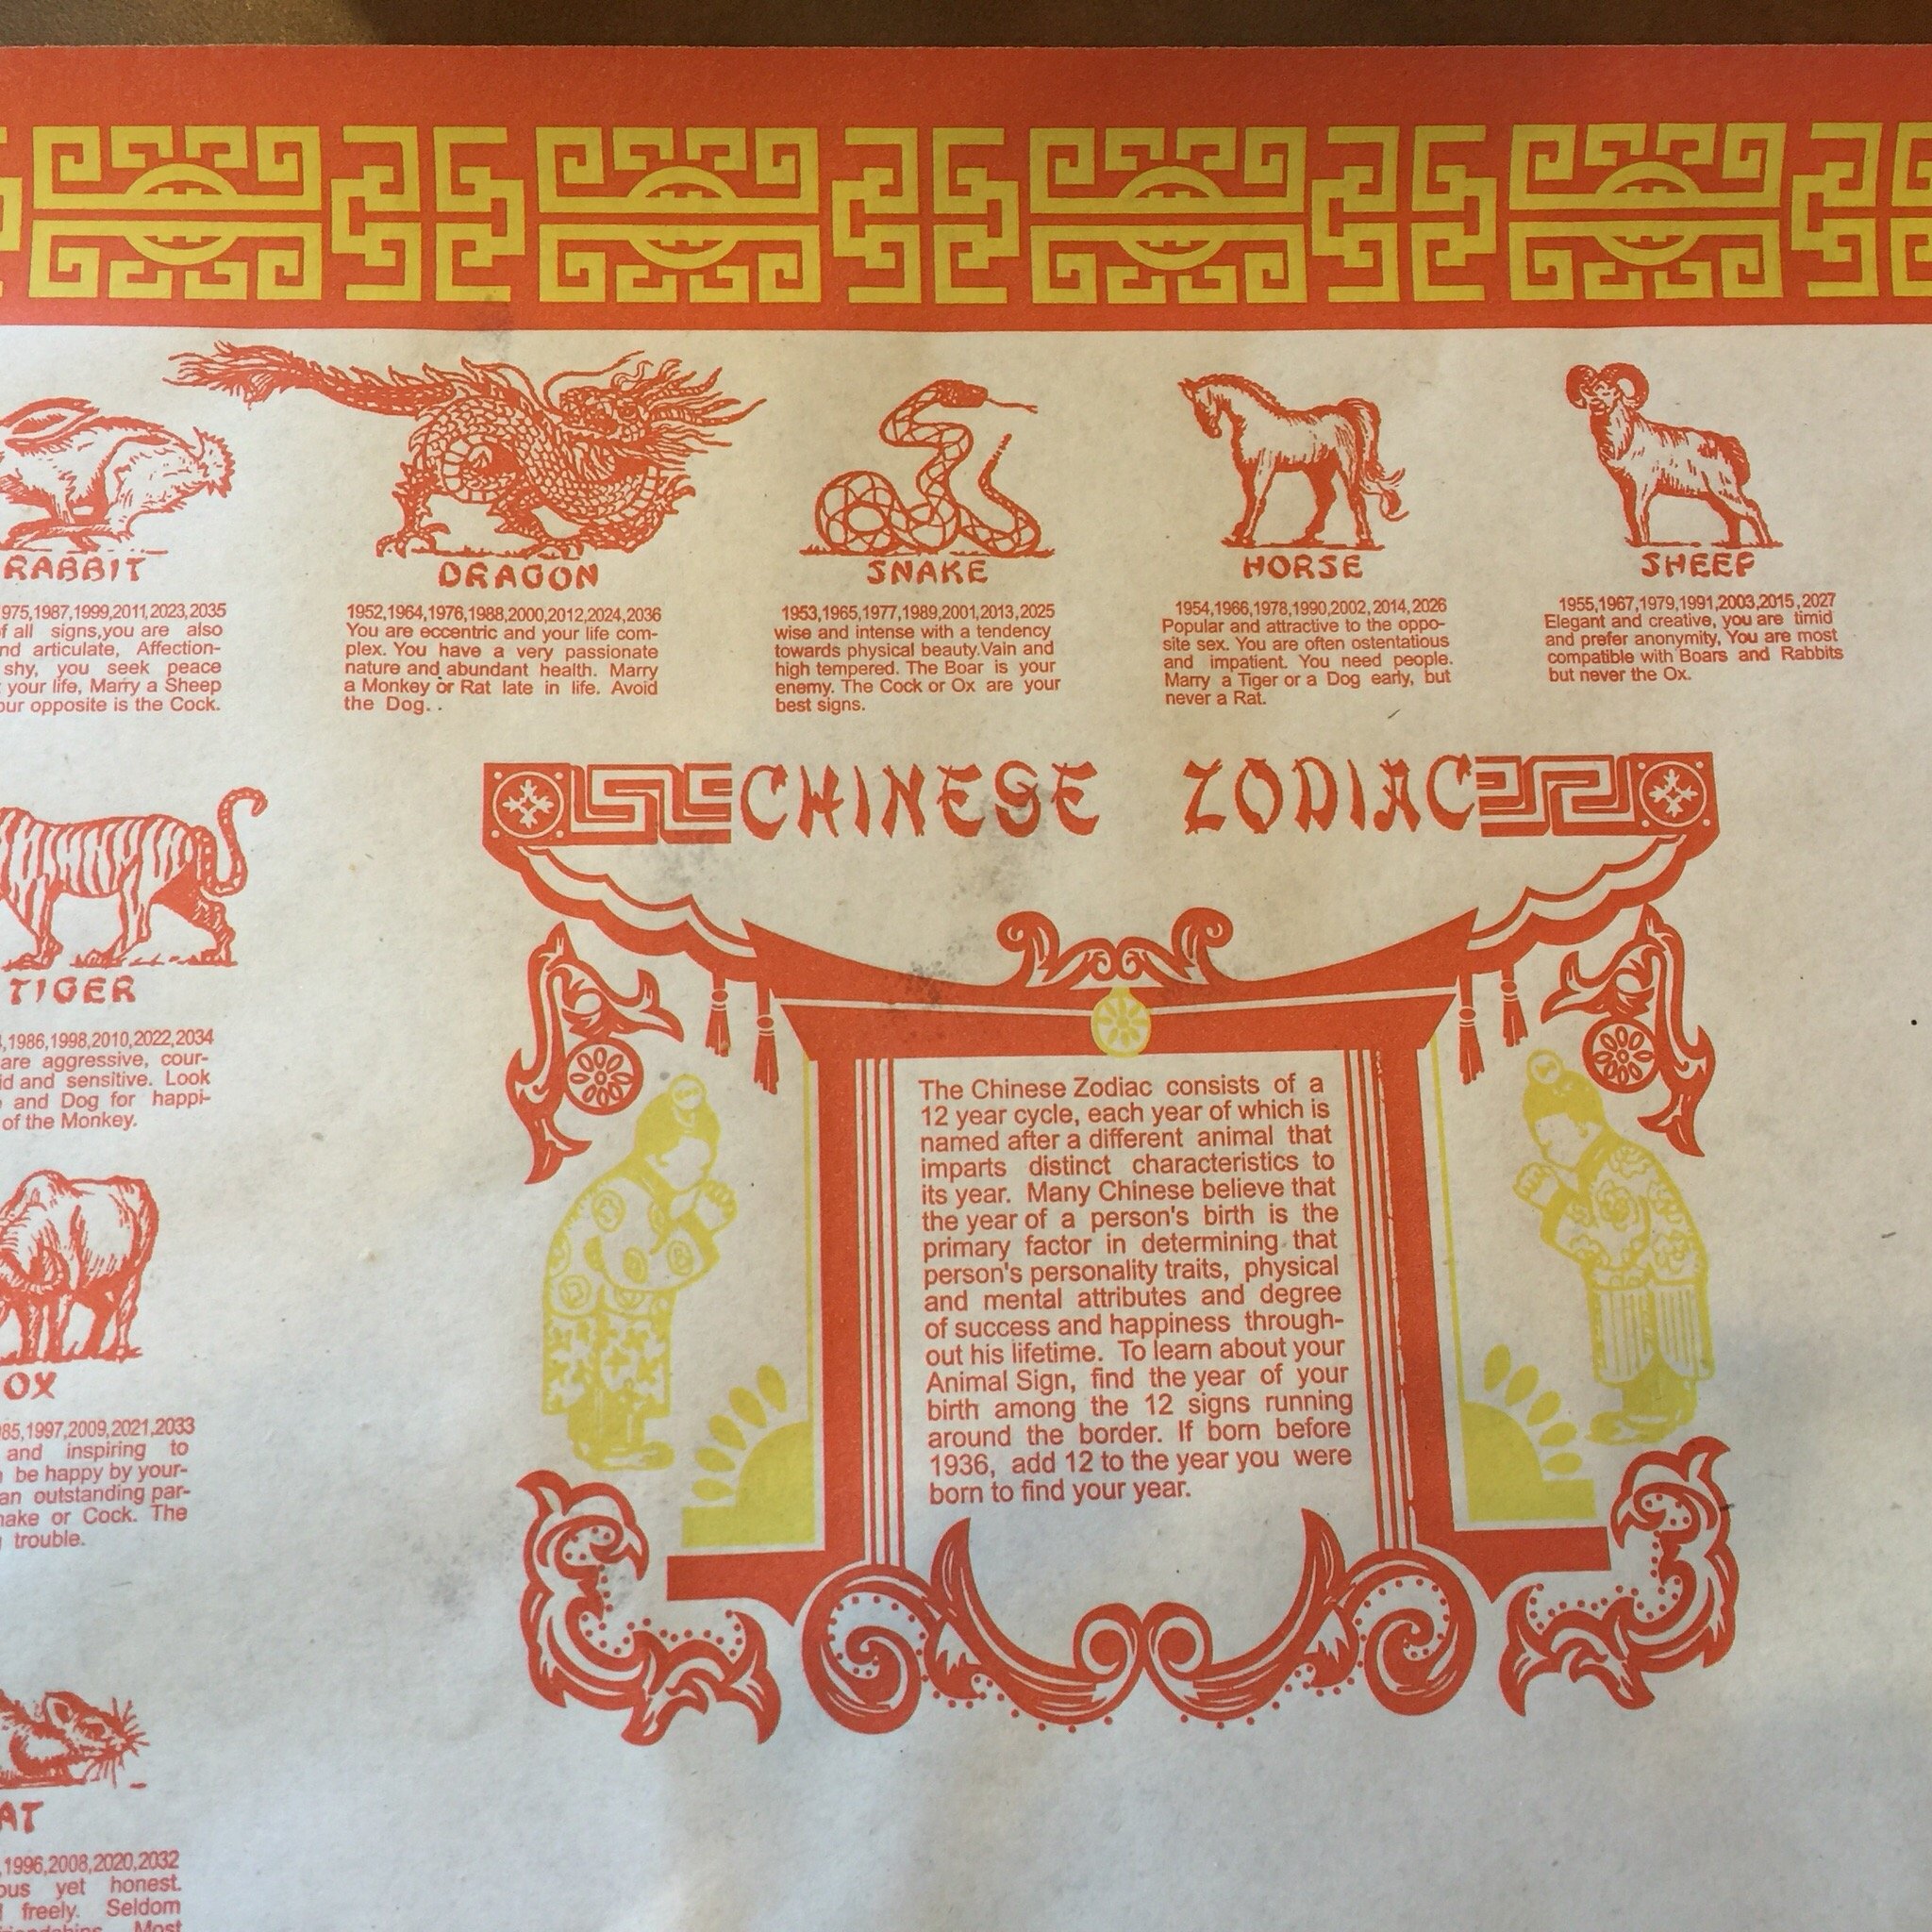 RABBIT
975,1987,1999,2011,2023,2035
of all signs,you are also
and articulate, Affection-
shy, you seek peace
your life, Marry a Sheep
our opposite is the Cock.
DRAGON
1952,1964,1976,1988,2000,2012,2024,2036
You are eccentric and your life com-
plex. You have a very passionate
nature and abundant health. Marry
a Monkey or Rat late in life. Avoid
the Dog. .
SNAKE
1953,1965,1977,1989,2001,2013,2025
wise and intense with a tendency
towards physical beauty.Vain and
high tempered. The Boar is your
enemy. The Cock or Ox are your
best signs.
HORSE
1954,1966,1978,1990,2002,2014,2026
Popular and attractive to the oppo-
site sex. You are often ostentatious
and impatient. You need people.
Marry a Tiger or a Dog early, but
never a Rat.
SHEEP
1955,1967,1979,1991,2003,2015,2027
Elegant and creative, you are timid
and prefer anonymity, You are most
compatible with Boars and Rabbits
but never the Ox.
TIGER
,1986,1998,2010,2022,2034
are aggressive, cour-
id and sensitive. Look
and Dog for happi-
of the Monkey.
OX
85,1997,2009,2021,2033
and inspiring to
be happy by your-
an outstanding par-
nake or Cock. The
trouble.
AT
,1996,2008,2020,2032
ous yet honest.
freely. Seldom
Most
CHINESE ZODIAC
The Chinese Zodiac consists of a
12 year cycle, each year of which is
named after a different animal that
imparts distinct characteristics to
its year. Many Chinese believe that
the year of a person's birth is the
primary factor in determining that
person's personality traits, physical
and mental attributes and degree
of success and happiness through-
out his lifetime. To learn about your
Animal Sign, find the year of your
birth among the 12 signs running
around the border. If born before
1936, add 12 to the year you were
born to find your year.